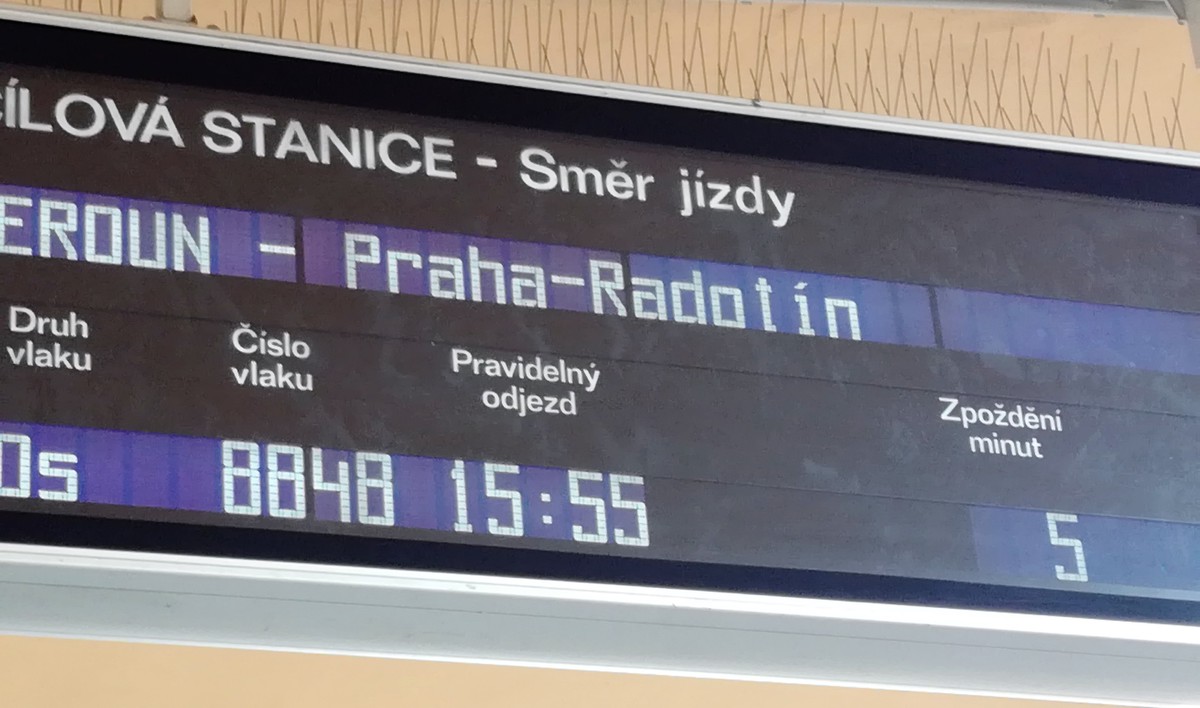 CÍLOVÁ STANICE - Směr jízdy
EROUN - Praha-Radotín
Druh
vlaku
Číslo
vlaku
Pravidelný
odjezd
Zpoždění
minut
Os 8848 15:55 5